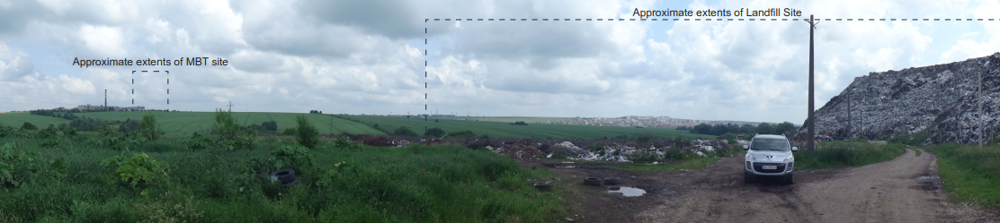 Approximate extents of Landfill Site
Approximate extents of MBT site